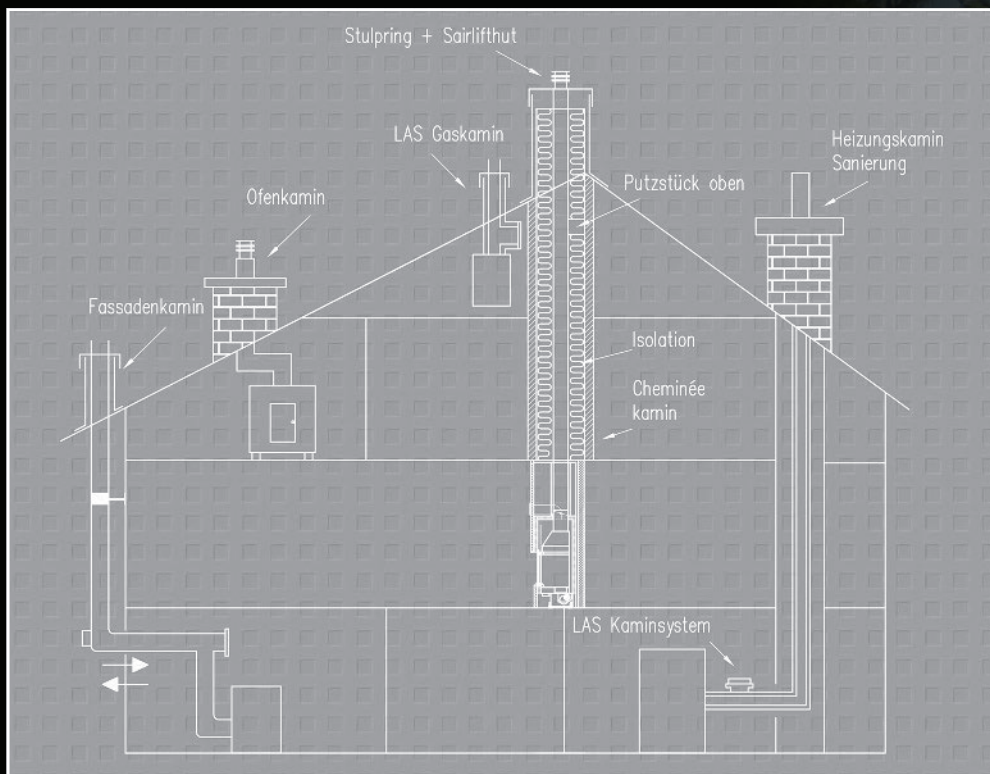 Stulpring + Sairlifthut
LAS Gaskamin
Heizungskamin
Sanierung
Putzstück oben
Ofenkamin
Fassadenkamin
Isolation
Cheminée
kamin
LAS Kaminsystem